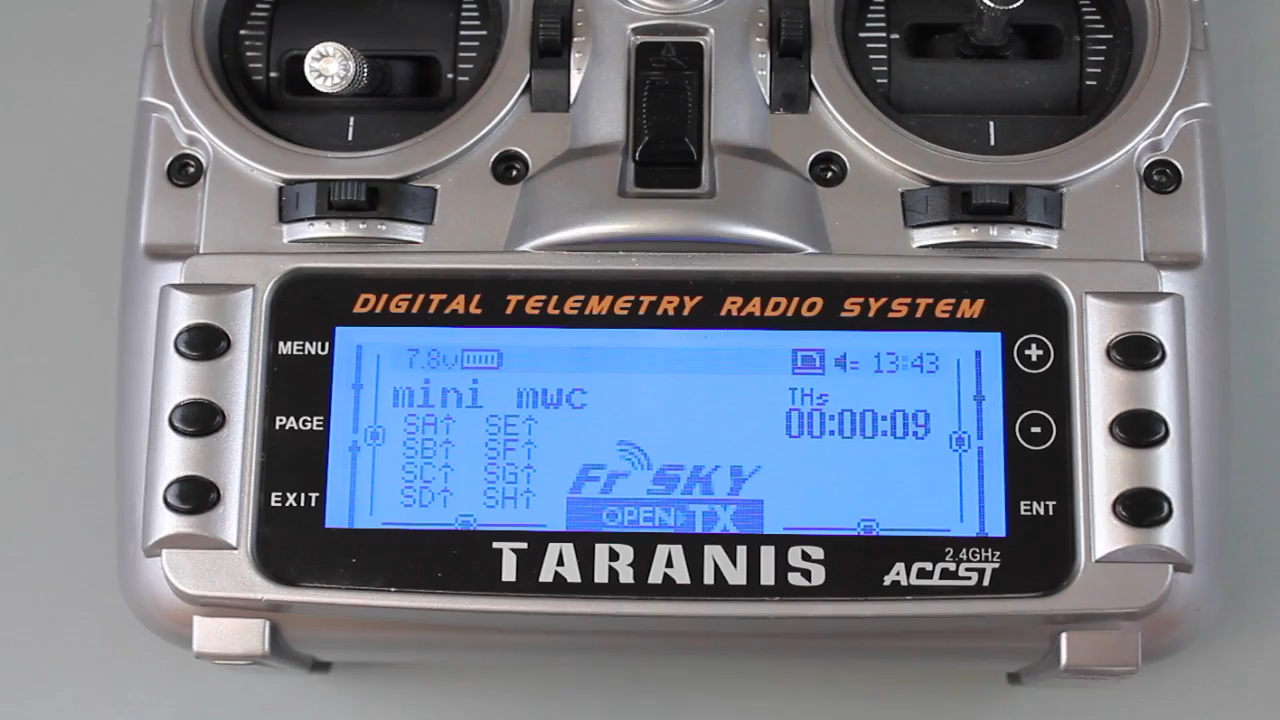 DIGITAL TELEMETRY RADIO SYSTEM
MENU
PAGE
EXIT
7.8v
13:43
mini mwc
THs
00:00:09
SA↑ SE↑
SB↑ SF↑
SC↑ SG↑
SD↑ SH↑
FrSKY
OPEN TX
+
-
ENT
TARANIS
2.4GHz
ACCST